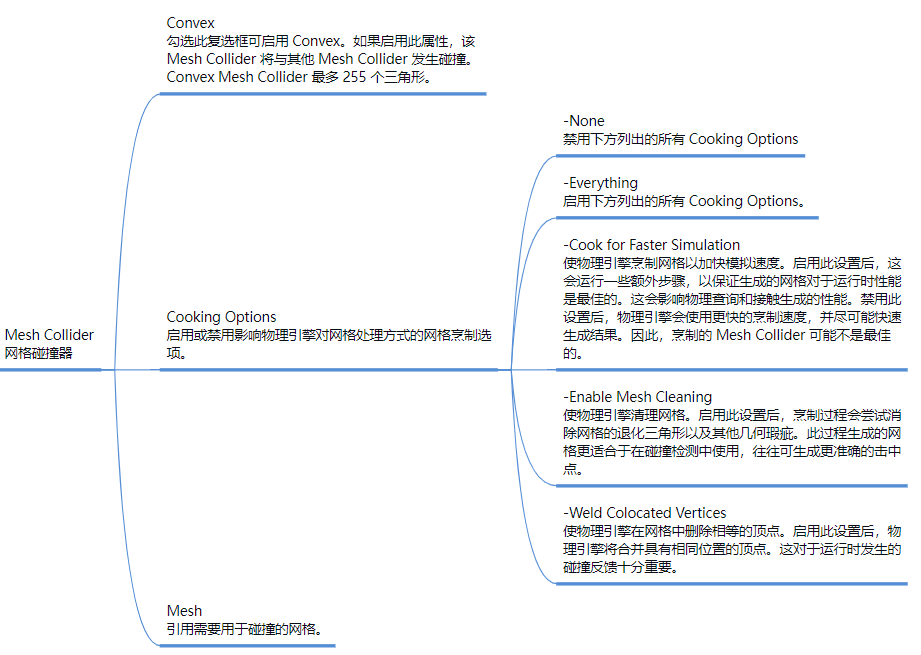 Mesh Collider
网格碰撞器
Convex
勾选此复选框可启用 Convex。如果启用此属性，该
Mesh Collider 将与其他 Mesh Collider 发生碰撞。
Convex Mesh Collider 最多 255 个三角形。
Cooking Options
启用或禁用影响物理引擎对网格处理方式的网格烹制选
项。
-None
禁用下方列出的所有 Cooking Options
-Everything
启用下方列出的所有 Cooking Options。
-Cook for Faster Simulation
使物理引擎烹制网格以加快模拟速度。启用此设置后，这
会运行一些额外步骤，以保证生成的网格对于运行时性能
是最佳的。这会影响物理查询和接触生成的性能。禁用此
设置后，物理引擎会使用更快的烹制速度，并尽可能快速
生成结果。因此，烹制的 Mesh Collider 可能不是最佳
的。
-Enable Mesh Cleaning
使物理引擎清理网格。启用此设置后，烹制过程会尝试消
除网格的退化三角形以及其他几何瑕疵。此过程生成的网
格更适合于在碰撞检测中使用，往往可生成更准确的击中
点。
-Weld Colocated Vertices
使物理引擎在网格中删除相等的顶点。启用此设置后，物
理引擎将合并具有相同位置的顶点。这对于运行时发生的
碰撞反馈十分重要。
Mesh
引用需要用于碰撞的网格。